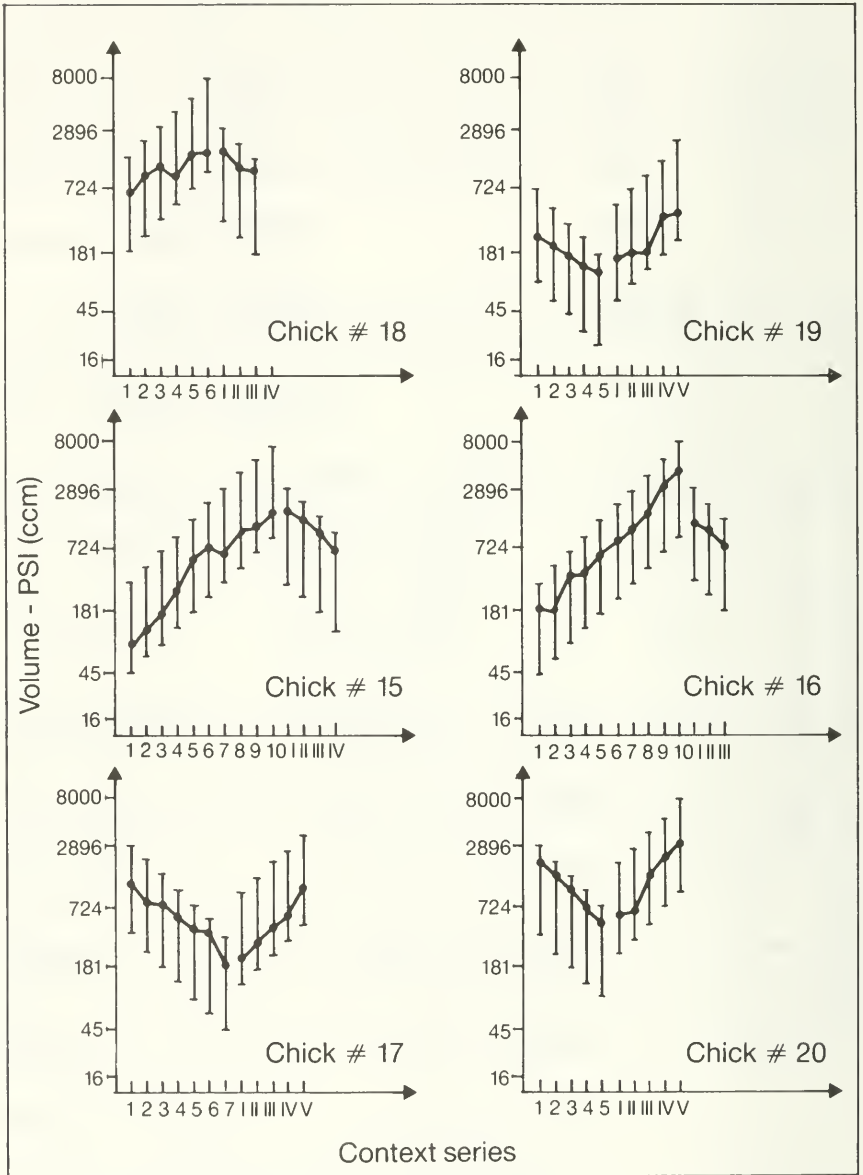 8000
2896
724
181
45
16
Chick # 18
1 2 3 4 5 6 I II III IV
8000
2896
724
181
45
16
Chick # 19
1 2 3 4 5 I II III IV V
Volume - PSI (ccm)
8000
2896
724
181
45
16
Chick # 15
1 2 3 4 5 6 7 8 9 10 I II III IV
8000
2896
724
181
45
16
Chick # 16
1 2 3 4 5 6 7 8 9 10 I II III
8000
2896
724
181
45
16
Chick # 17
1 2 3 4 5 6 7 I II III IV V
8000
2896
724
181
45
16
Chick # 20
1 2 3 4 5 I II III IV V
Context series